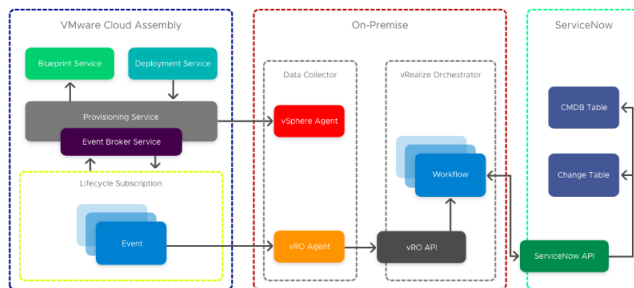 VMware Cloud Assembly
Blueprint Service
Deployment Service
Provisioning Service
Event Broker Service
Lifecycle Subscription
Event
On-Premise
Data Collector
vSphere Agent
vRO Agent
vRealize Orchestrator
Workflow
vRO API
ServiceNow
CMDB Table
Change Table
ServiceNow API